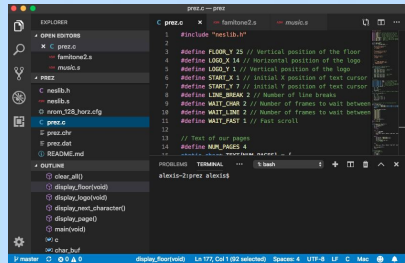 prez.c — prez
EXPLORER
OPEN EDITORS
× C prez.c
famitone2.s
music.s
PREZ
C neslib.h
neslib.s
nrom_128_horz.cfg
C prez.c
prez.chr
prez.dat
README.md
OUTLINE
clear_all()
display_floor(void)
display_logo(void)
display_next_character()
display_page()
main(void)
c
char_buf
C prez.c × famitone2.s music.s
1 #include "neslib.h"
2
3 #define FLOOR_Y 25 // Vertical position of the floor
4 #define LOGO_X 14 // Horizontal position of the logo
5 #define LOGO_Y 1 // Vertical position of the logo
6 #define START_X 1 // initial X position of text cursor
7 #define START_Y 7 // initial Y position of text cursor
8 #define LINE_BREAK 2 // Number of line breaks
9 #define WAIT_CHAR 2 // Number of frames to wait between
10 #define WAIT_LINE 2 // Number of frames to wait between
11 #define WAIT_FAST 1 // Fast scroll
12
13 // Text of our pages
14 #define NUM_PAGES 4
PROBLEMS TERMINAL ... 1: bash
alexis-2:prez alexis$
master 0 0 display_floor(void) Ln 177, Col 1 (92 selected) Spaces: 4 UTF-8 LF C Mac